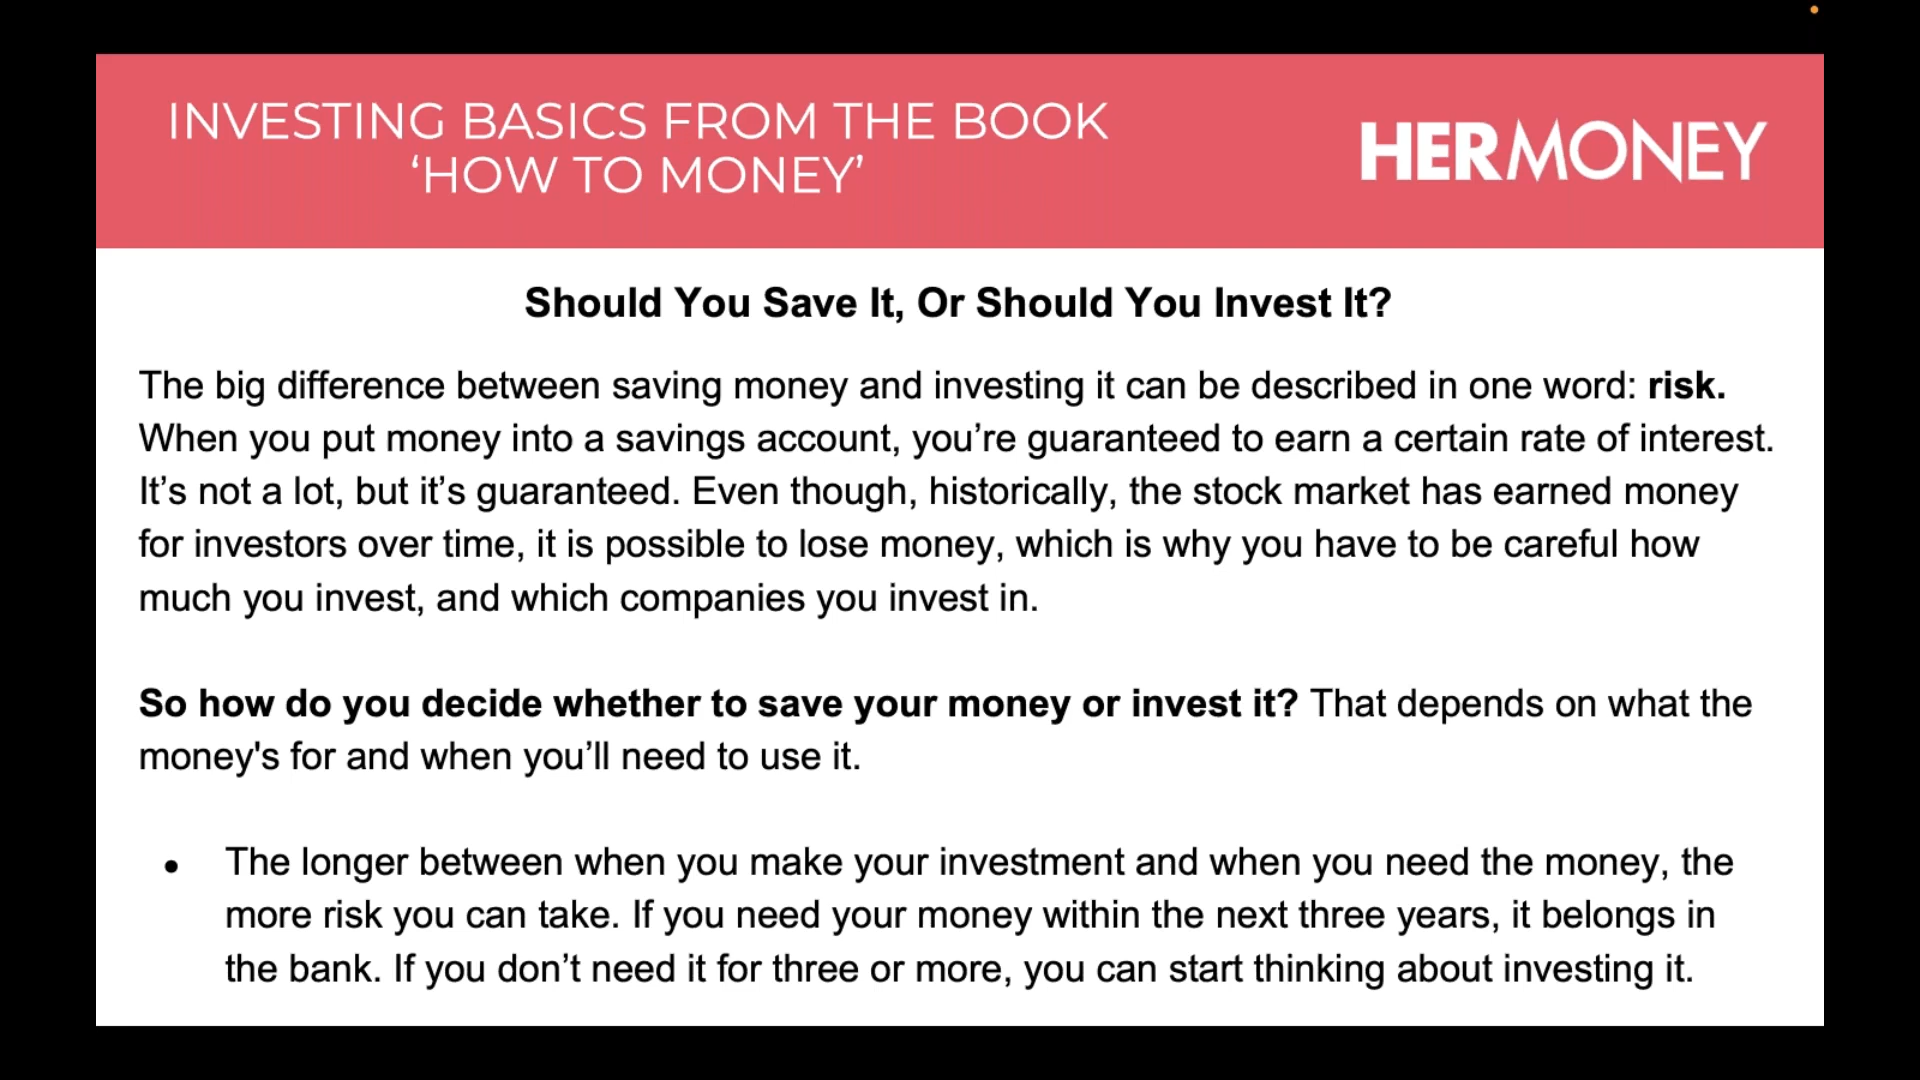 INVESTING BASICS FROM THE BOOK
‘HOW TO MONEY’
HERMONEY
Should You Save It, Or Should You Invest It?
The big difference between saving money and investing it can be described in one word: risk.
When you put money into a savings account, you’re guaranteed to earn a certain rate of interest.
It’s not a lot, but it’s guaranteed. Even though, historically, the stock market has earned money
for investors over time, it is possible to lose money, which is why you have to be careful how
much you invest, and which companies you invest in.
So how do you decide whether to save your money or invest it? That depends on what the
money's for and when you’ll need to use it.
• The longer between when you make your investment and when you need the money, the
more risk you can take. If you need your money within the next three years, it belongs in
the bank. If you don’t need it for three or more, you can start thinking about investing it.